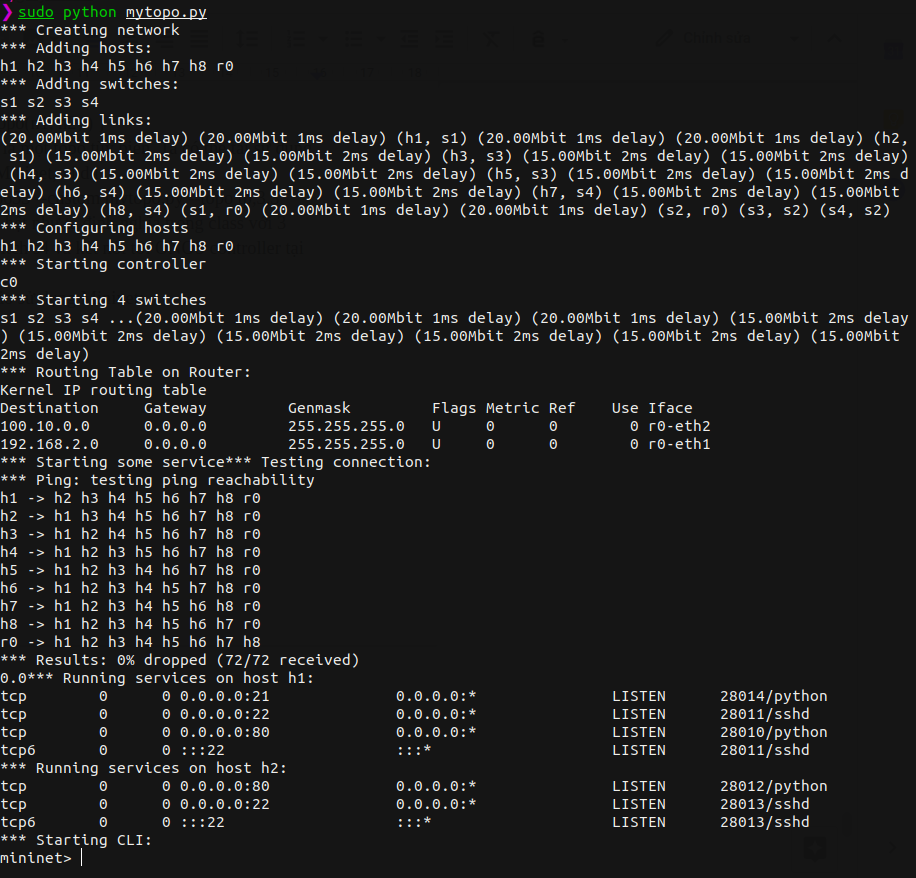 ❯ sudo python mytopo.py
*** Creating network
*** Adding hosts:
h1 h2 h3 h4 h5 h6 h7 h8 r0
*** Adding switches:
s1 s2 s3 s4
*** Adding links:
(20.00Mbit 1ms delay) (20.00Mbit 1ms delay) (h1, s1) (20.00Mbit 1ms delay) (20.00Mbit 1ms delay) (h2,
 s1) (15.00Mbit 2ms delay) (15.00Mbit 2ms delay) (h3, s3) (15.00Mbit 2ms delay) (15.00Mbit 2ms delay)
 (h4, s3) (15.00Mbit 2ms delay) (15.00Mbit 2ms delay) (h5, s3) (15.00Mbit 2ms delay) (15.00Mbit 2ms d
elay) (h6, s4) (15.00Mbit 2ms delay) (15.00Mbit 2ms delay) (h7, s4) (15.00Mbit 2ms delay) (15.00Mbit
2ms delay) (h8, s4) (s1, r0) (20.00Mbit 1ms delay) (20.00Mbit 1ms delay) (s2, r0) (s3, s2) (s4, s2)
*** Configuring hosts
h1 h2 h3 h4 h5 h6 h7 h8 r0
*** Starting controller
c0
*** Starting 4 switches
s1 s2 s3 s4 ...(20.00Mbit 1ms delay) (20.00Mbit 1ms delay) (20.00Mbit 1ms delay) (15.00Mbit 2ms delay
) (15.00Mbit 2ms delay) (15.00Mbit 2ms delay) (15.00Mbit 2ms delay) (15.00Mbit 2ms delay) (15.00Mbit
2ms delay)
*** Routing Table on Router:
Kernel IP routing table
Destination     Gateway         Genmask         Flags Metric Ref    Use Iface
100.10.0.0      0.0.0.0         255.255.255.0   U     0      0        0 r0-eth2
192.168.2.0     0.0.0.0         255.255.255.0   U     0      0        0 r0-eth1
*** Starting some service*** Testing connection:
*** Ping: testing ping reachability
h1 -> h2 h3 h4 h5 h6 h7 h8 r0
h2 -> h1 h3 h4 h5 h6 h7 h8 r0
h3 -> h1 h2 h4 h5 h6 h7 h8 r0
h4 -> h1 h2 h3 h5 h6 h7 h8 r0
h5 -> h1 h2 h3 h4 h6 h7 h8 r0
h6 -> h1 h2 h3 h4 h5 h7 h8 r0
h7 -> h1 h2 h3 h4 h5 h6 h8 r0
h8 -> h1 h2 h3 h4 h5 h6 h7 r0
r0 -> h1 h2 h3 h4 h5 h6 h7 h8
*** Results: 0% dropped (72/72 received)
0.0*** Running services on host h1:
tcp        0      0 0.0.0.0:21              0.0.0.0:*               LISTEN      28014/python
tcp        0      0 0.0.0.0:22              0.0.0.0:*               LISTEN      28011/sshd
tcp        0      0 0.0.0.0:80              0.0.0.0:*               LISTEN      28010/python
tcp6       0      0 :::22                   :::*                    LISTEN      28011/sshd
*** Running services on host h2:
tcp        0      0 0.0.0.0:80              0.0.0.0:*               LISTEN      28012/python
tcp        0      0 0.0.0.0:22              0.0.0.0:*               LISTEN      28013/sshd
tcp6       0      0 :::22                   :::*                    LISTEN      28013/sshd
*** Starting CLI:
mininet>